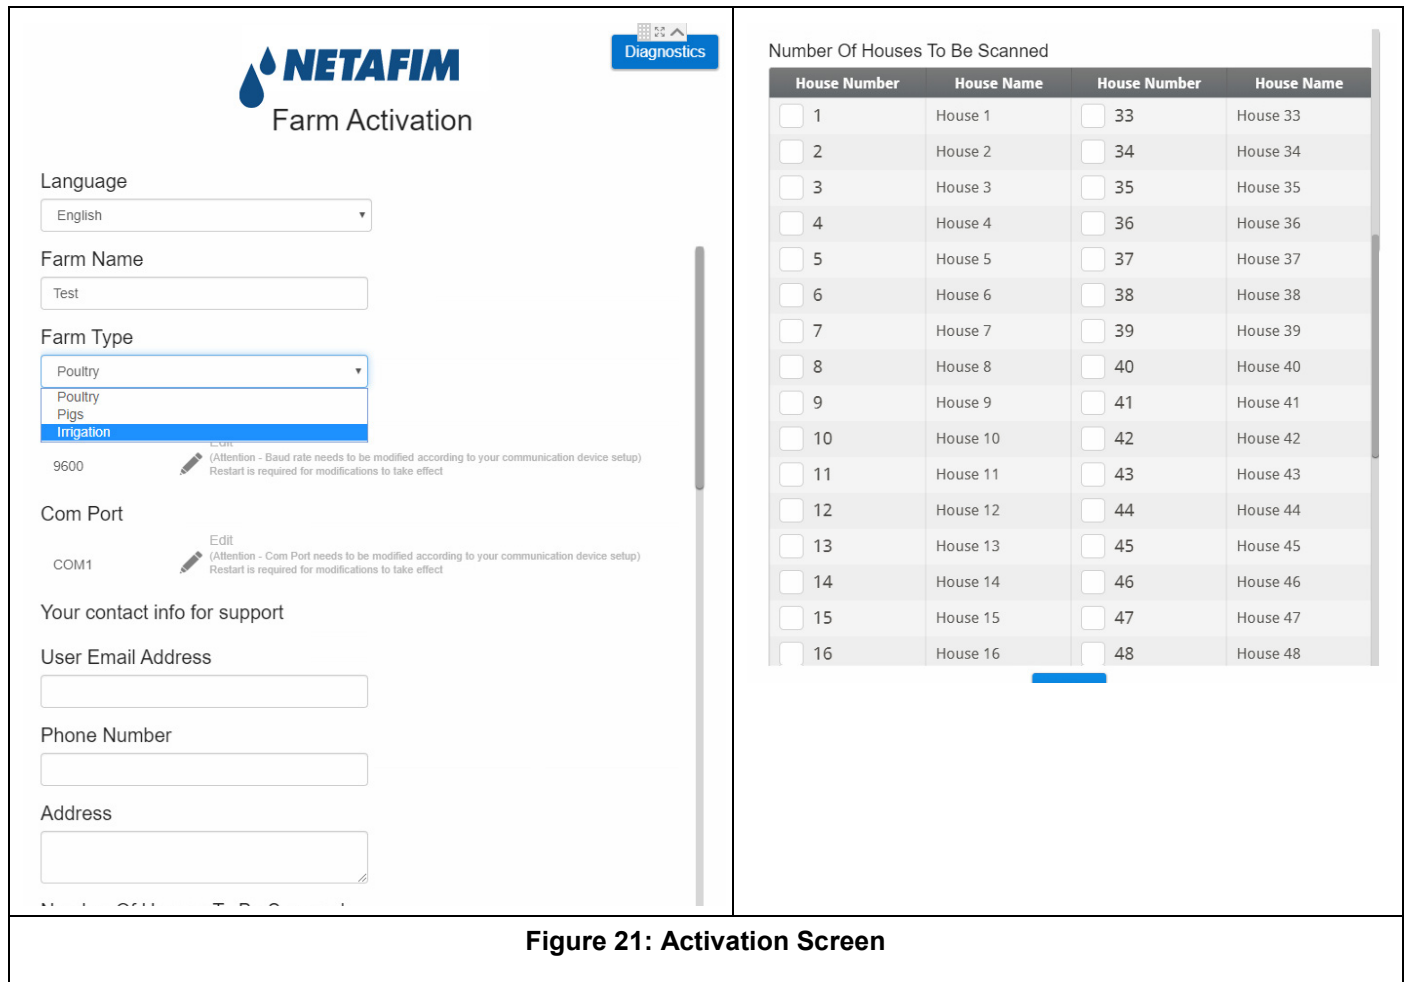 NETAFIM
Diagnostics
Farm Activation
Language
English
Farm Name
Test
Farm Type
Poultry
Poultry
Pigs
Irrigation
Edit
9600
(Attention - Baud rate needs to be modified according to your communication device setup)
Restart is required for modifications to take effect
Com Port
Edit
COM1
(Attention - Com Port needs to be modified according to your communication device setup)
Restart is required for modifications to take effect
Your contact info for support
User Email Address
Phone Number
Address
Number Of Houses To Be Scanned
House Number House Name House Number House Name
1 House 1 33 House 33
2 House 2 34 House 34
3 House 3 35 House 35
4 House 4 36 House 36
5 House 5 37 House 37
6 House 6 38 House 38
7 House 7 39 House 39
8 House 8 40 House 40
9 House 9 41 House 41
10 House 10 42 House 42
11 House 11 43 House 43
12 House 12 44 House 44
13 House 13 45 House 45
14 House 14 46 House 46
15 House 15 47 House 47
16 House 16 48 House 48
Figure 21: Activation Screen